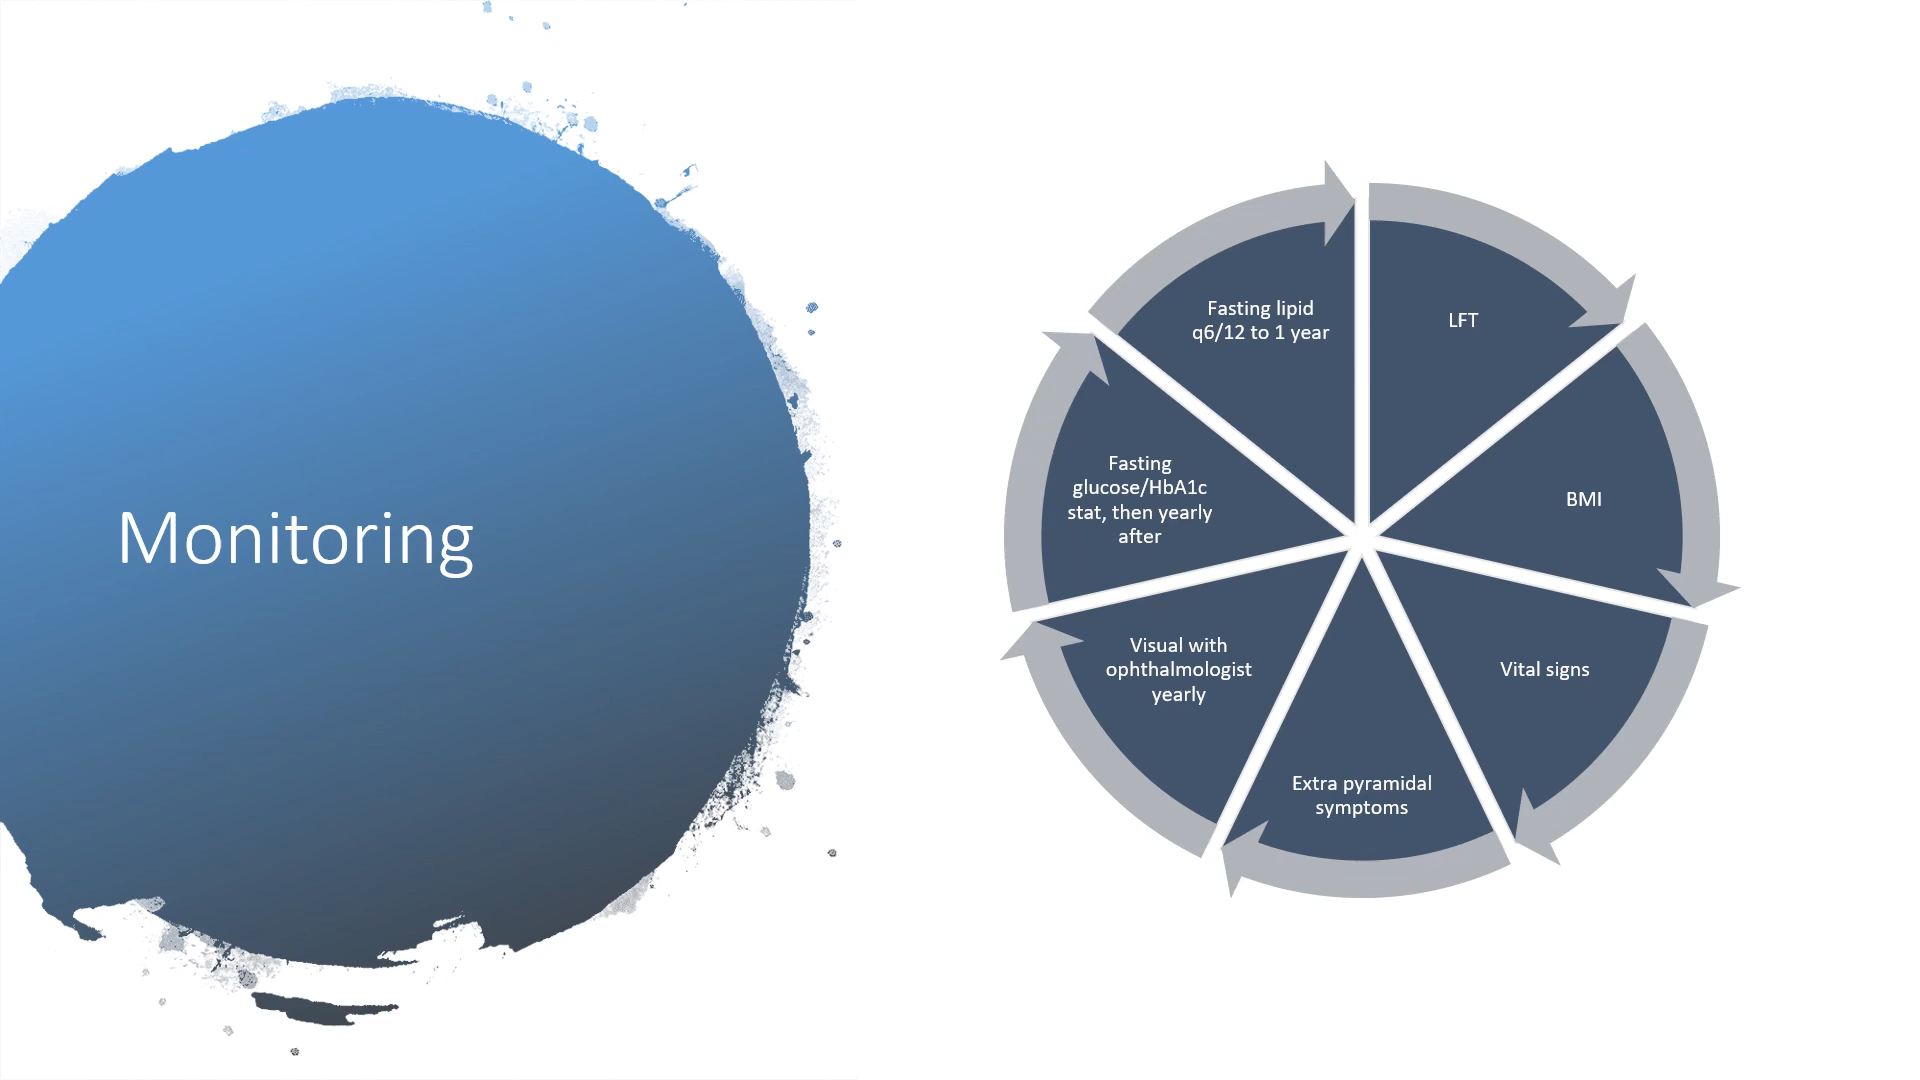 Monitoring
LFT
BMI
Vital signs
Extra pyramidal
symptoms
Visual with
ophthalmologist
yearly
Fasting
glucose/HbA1c
stat, then yearly
after
Fasting lipid
q6/12 to 1 year